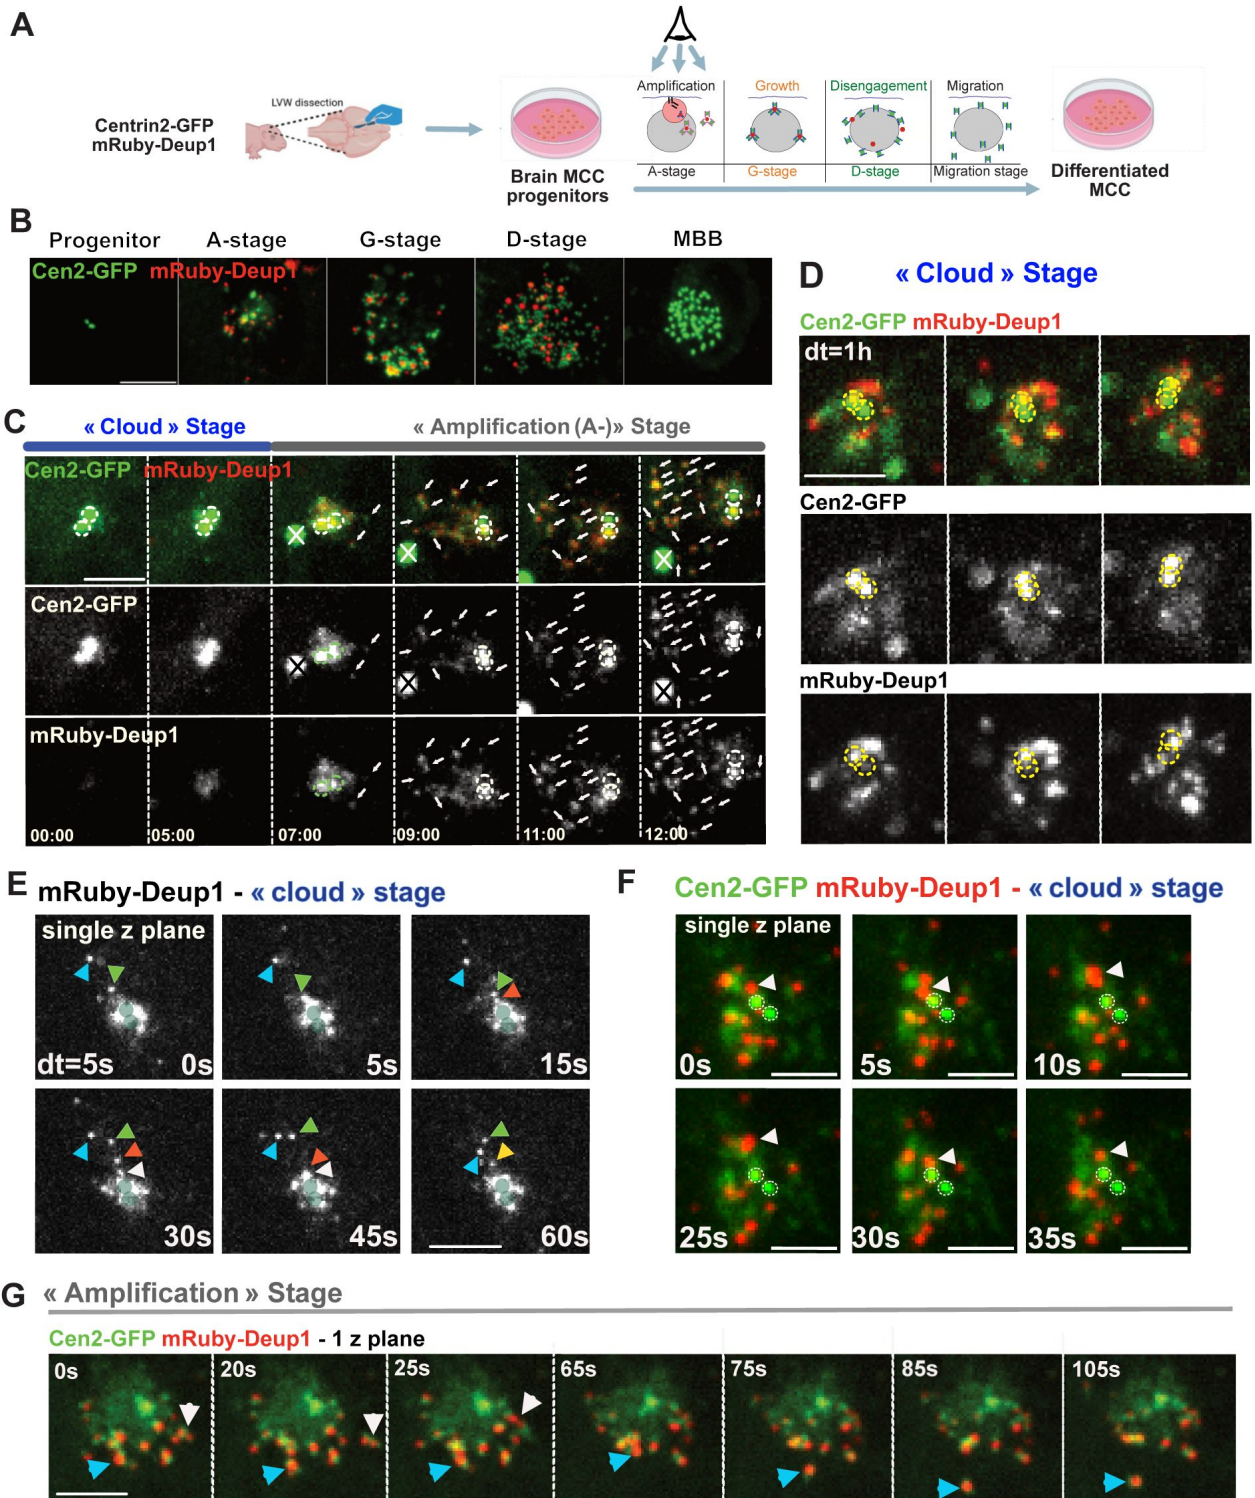 A
LVW dissection
Centrin2-GFP
mRuby-Deup1
Brain MCC
progenitors
Amplification
Growth
Disengagement
Migration
A-stage
G-stage
D-stage
Migration stage
Differentiated
MCC
B
Progenitor
A-stage
G-stage
D-stage
MBB
Cen2-GFP mRuby-Deup1
C
« Cloud » Stage
« Amplification (A-)» Stage
Cen2-GFP mRuby-Deup1
Cen2-GFP
mRuby-Deup1
00:00
05:00
07:00
09:00
11:00
12:00
D
« Cloud » Stage
Cen2-GFP mRuby-Deup1
dt=1h
Cen2-GFP
mRuby-Deup1
E
mRuby-Deup1 - « cloud » stage
single z plane
dt=5s
0s
5s
15s
30s
45s
60s
F
Cen2-GFP mRuby-Deup1 - « cloud » stage
single z plane
0s
5s
10s
25s
30s
35s
G
« Amplification » Stage
Cen2-GFP mRuby-Deup1 - 1 z plane
0s
20s
25s
65s
75s
85s
105s